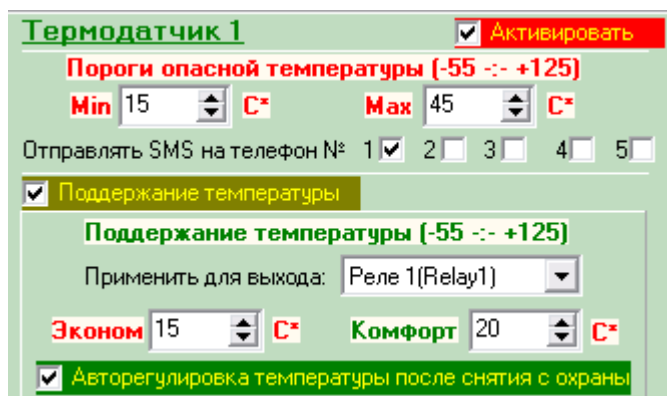 Термодатчик 1 Активировать
Пороги опасной температуры (-55 -:- +125)
Min 15 C* Max 45 C*
Отправлять SMS на телефон № 1 2 3 4 5
Поддержание температуры
Поддержание температуры (-55 -:- +125)
Применить для выхода: Реле 1(Relay1)
Эконом 15 C* Комфорт 20 C*
Авторегулировка температуры после снятия с охраны